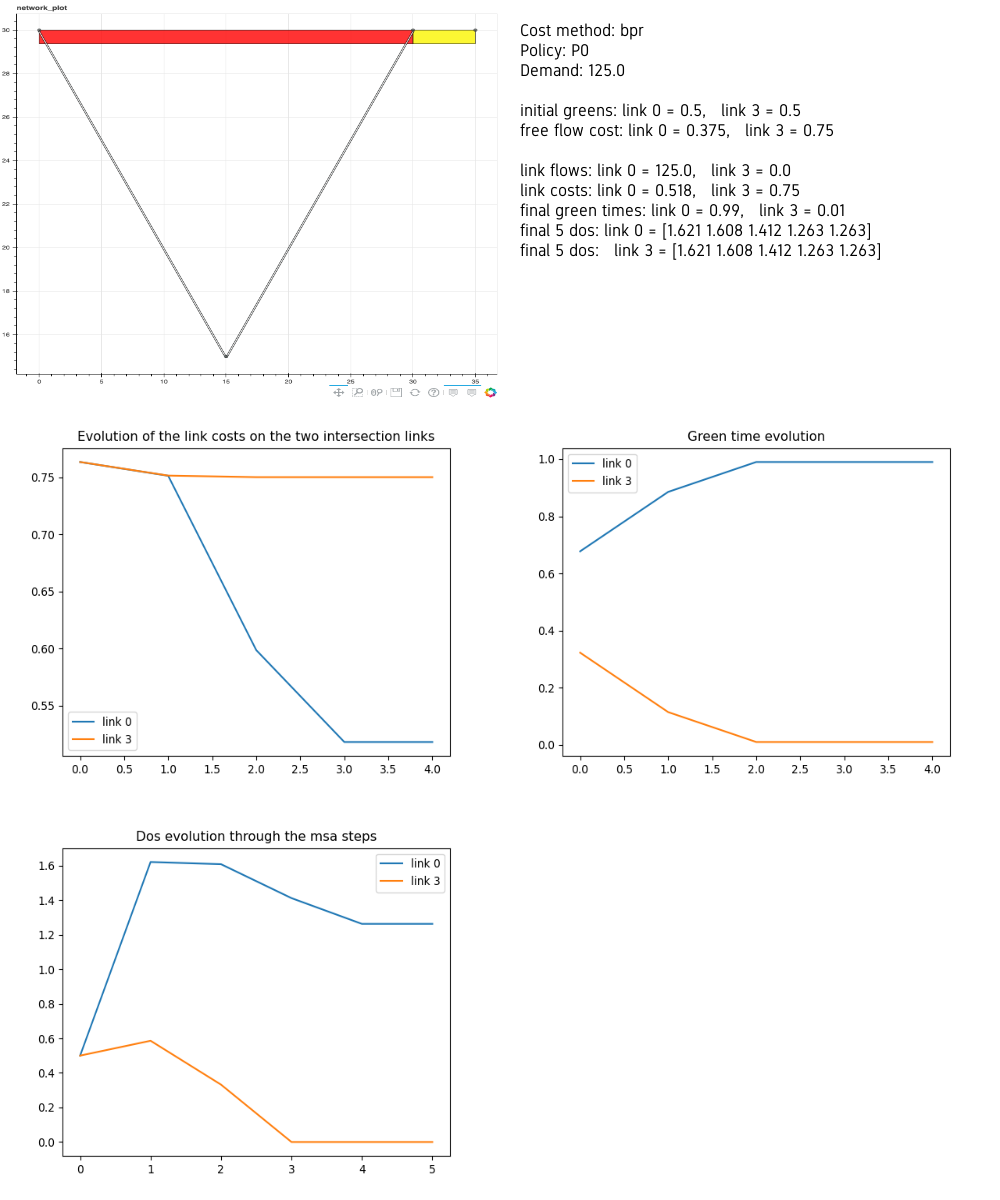 network_plot
30
28
26
24
22
20
18
16
0 5 10 15 20 25 30 35
Cost method: bpr
Policy: P0
Demand: 125.0
initial greens: link 0 = 0.5, link 3 = 0.5
free flow cost: link 0 = 0.375, link 3 = 0.75
link flows: link 0 = 125.0, link 3 = 0.0
link costs: link 0 = 0.518, link 3 = 0.75
final green times: link 0 = 0.99, link 3 = 0.01
final 5 dos: link 0 = [1.621 1.608 1.412 1.263 1.263]
final 5 dos: link 3 = [1.621 1.608 1.412 1.263 1.263]
Evolution of the link costs on the two intersection links
0.75
0.70
0.65
0.60
0.55
link 0
link 3
0.0 0.5 1.0 1.5 2.0 2.5 3.0 3.5 4.0
Green time evolution
link 0
link 3
1.0
0.8
0.6
0.4
0.2
0.0
0.0 0.5 1.0 1.5 2.0 2.5 3.0 3.5 4.0
Dos evolution through the msa steps
link 0
link 3
1.6
1.4
1.2
1.0
0.8
0.6
0.4
0.2
0.0
0 1 2 3 4 5